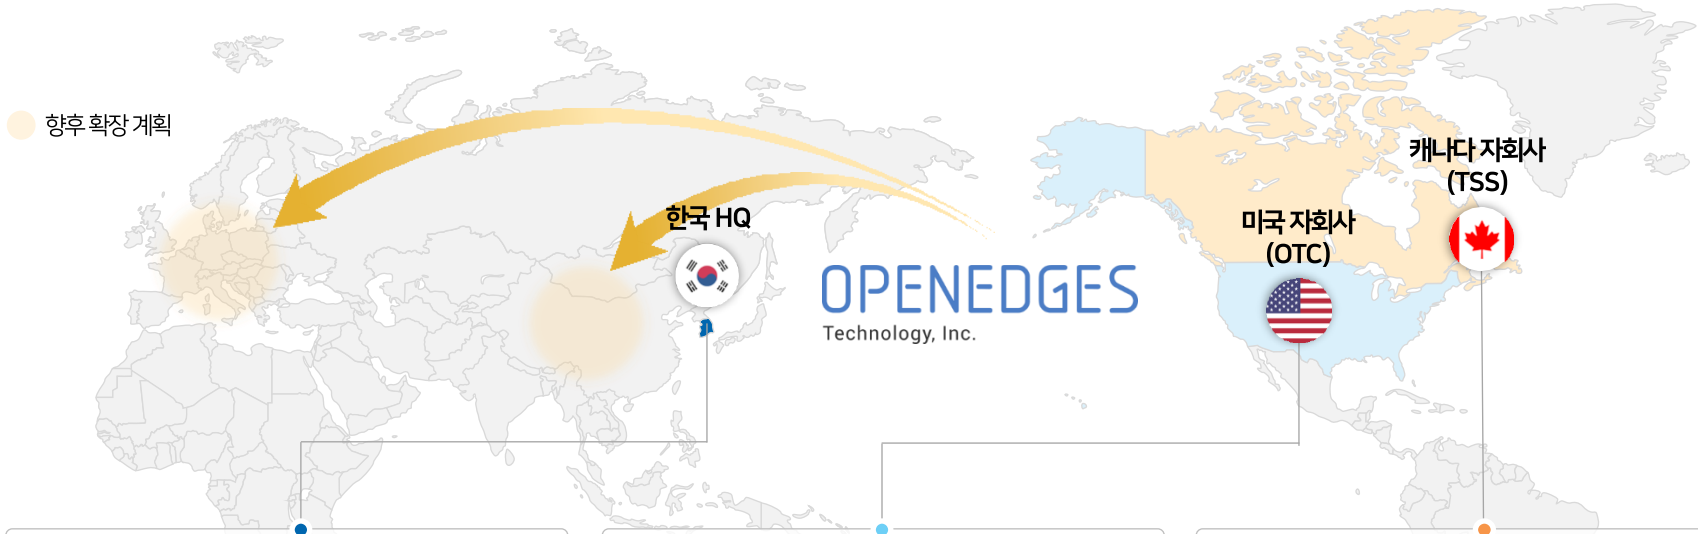 향후 확장 계획
한국 HQ
OPENEDGES
Technology, Inc.
미국 자회사
(OTC)
캐나다 자회사
(TSS)